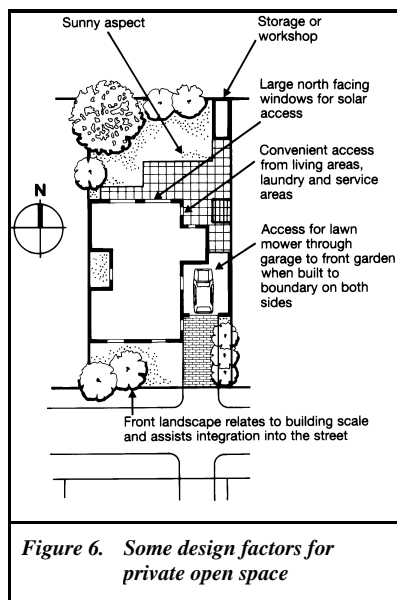 Sunny aspect
Storage or
workshop
Large north facing
windows for solar
access
Convenient access
from living areas,
laundry and service
areas
N
Access for lawn
mower through
garage to front garden
when built to
boundary on both
sides
Front landscape relates to building scale
and assists integration into the street
Figure 6. Some design factors for
private open space